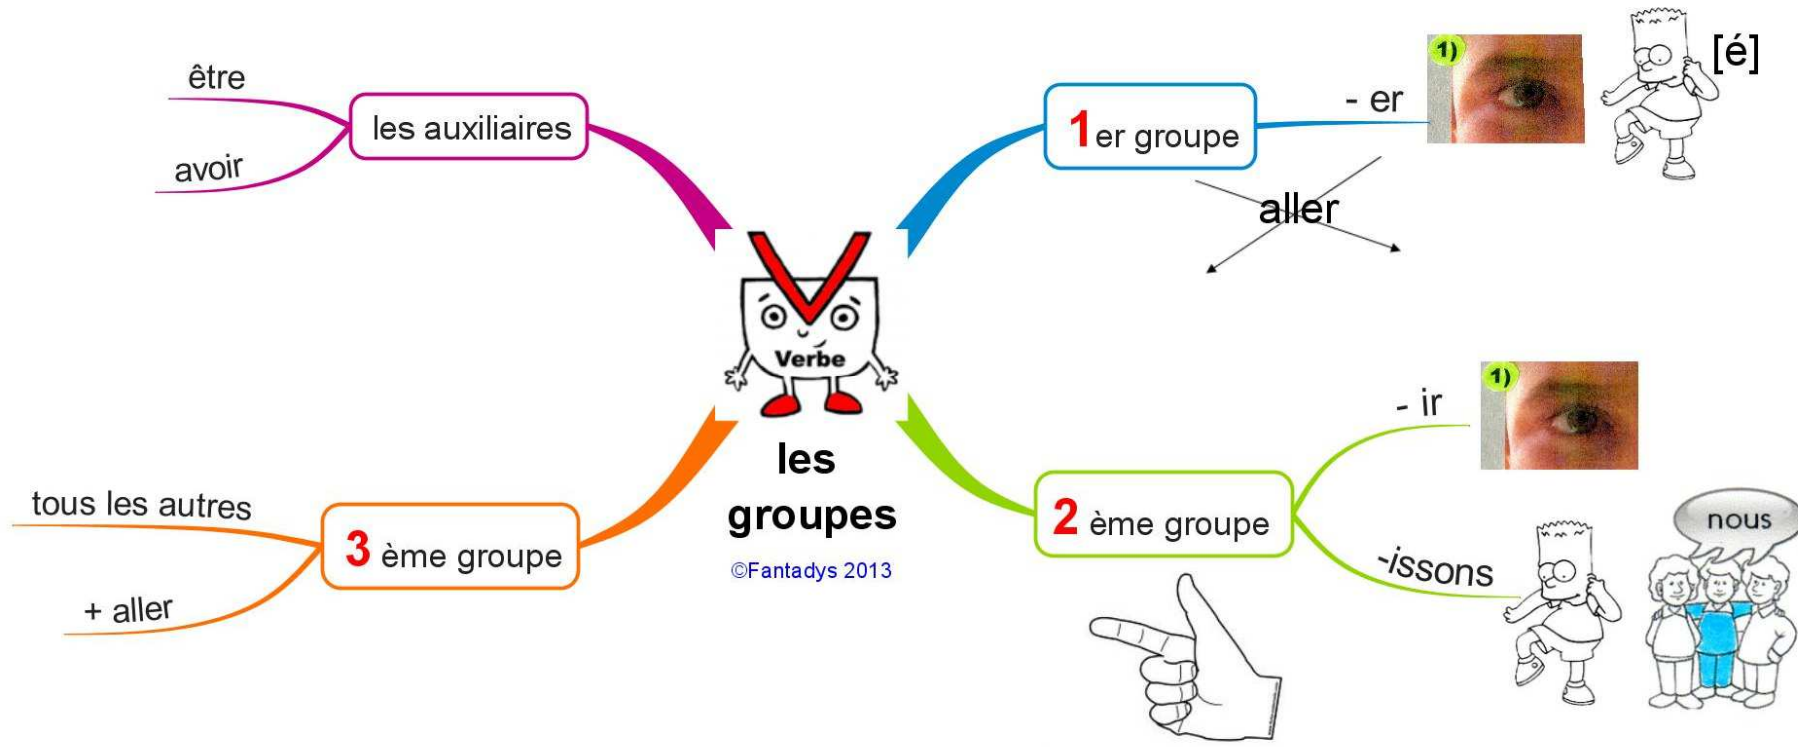 être
les auxiliaires
avoir
1er groupe
- er
1)
[é]
aller
Verbe
les
groupes
©Fantadys 2013
tous les autres
3 ème groupe
+ aller
2 ème groupe
- ir
1)
-issons
nous